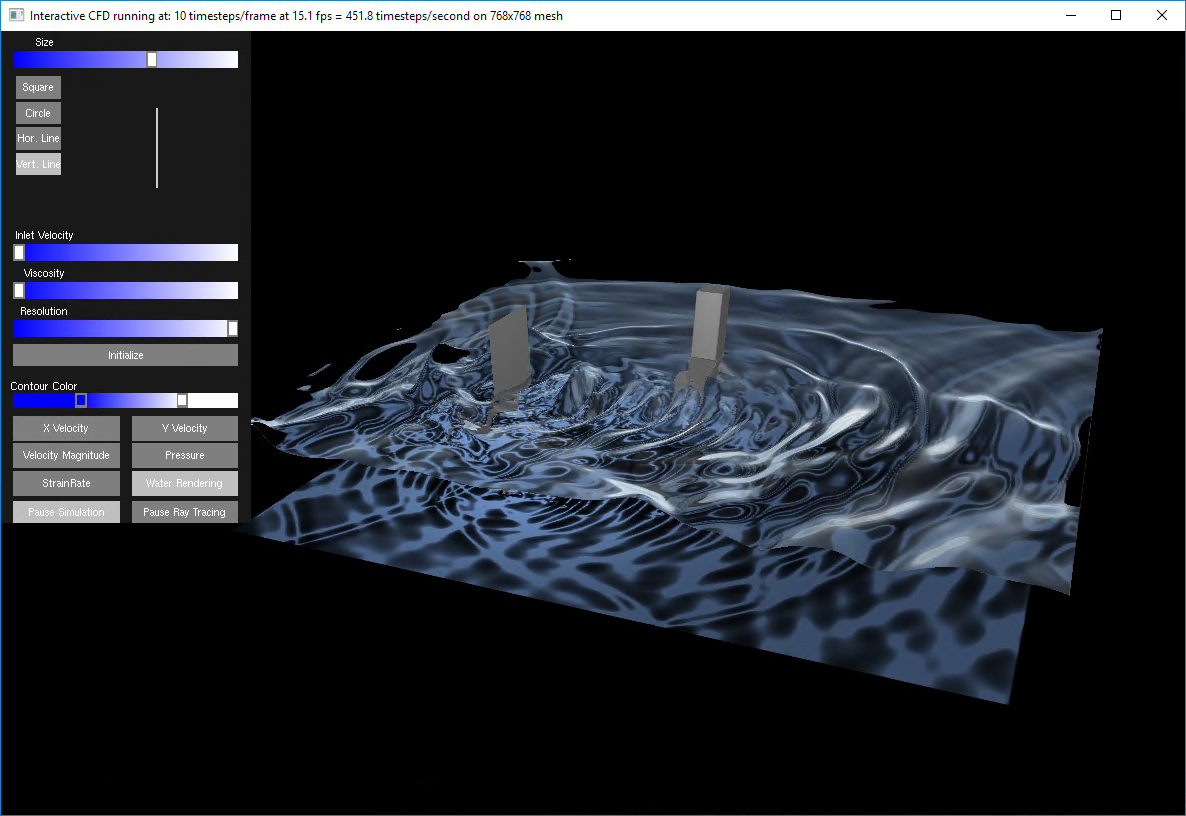 Interactive CFD running at: 10 timesteps/frame at 15.1 fps = 451.8 timesteps/second on 768x768 mesh
Size
Square
Circle
Hor. Line
Vert. Line
Inlet Velocity
Viscosity
Resolution
Initialize
Contour Color
X Velocity
Y Velocity
Velocity Magnitude
Pressure
StrainRate
Water Rendering
Pause Simulation
Pause Ray Tracing